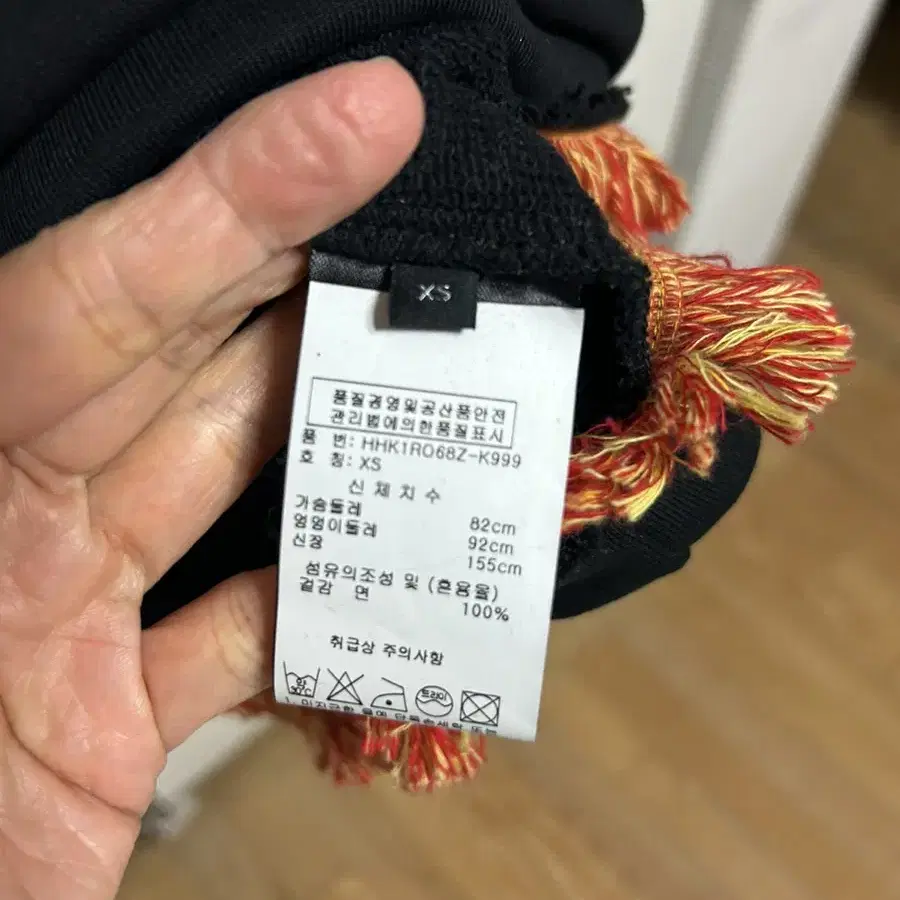 XS
품질경영및공산품안전
관리법에의한품질표시
품 번: HHK1RO68Z-K999
호 칭: XS
신 체 치 수
가슴둘레 82cm
엉덩이둘레 92cm
신장 155cm
섬유의조성 및 (혼용율)
겉감 면 100%
취급상 주의사항
약 30℃ 드라이